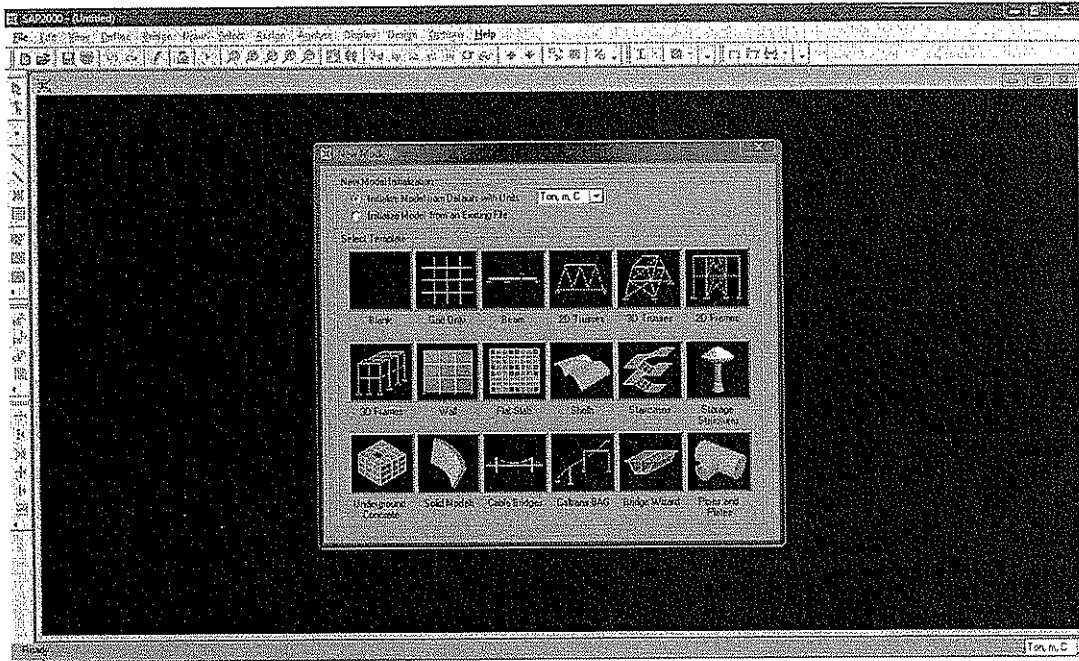 SAP2000 - (Untitled)
File Edit View Define Bridge Draw Select Assign Analyze Display Design Options Help
New Model
New Model Initialization
Initialize Model from Defaults with Units Ton, m, C
Initialize Model from an Existing File
Select Template
Blank Grid Only Beam 2D Trusses 3D Trusses 2D Frames
3D Frames Wall Flat Slab Shells Staircases Storage Structures
Underground Concrete Solid Models Cable Bridges Caltrans-BAG Bridge Wizard Pipes and Plates
Ready
Ton, m, C